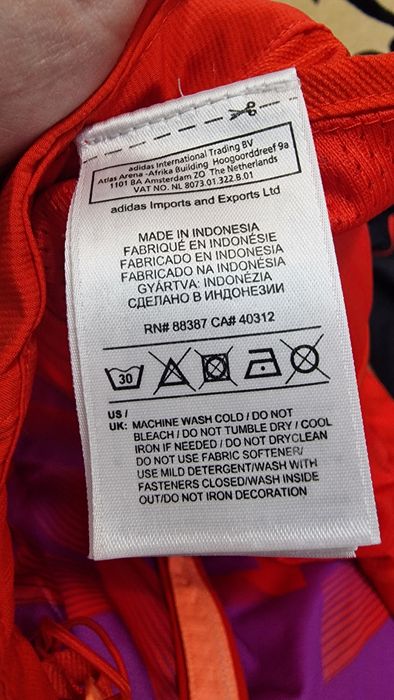 adidas International Trading BV
Atlas Arena -Afrika Building Hoogoorddreef 9a
1101 BA Amsterdam ZO The Netherlands
VAT NO. NL 8073.01.322.B.01
adidas Imports and Exports Ltd
MADE IN INDONESIA
FABRIQUÉ EN INDONÉSIE
FABRICADO EN INDONESIA
FABRICADO NA INDONÉSIA
GYÁRTVA: INDONÉZIA
СДЕЛАНО В ИНДОНЕЗИИ
RN# 88387 CA# 40312
30
US /
UK: MACHINE WASH COLD / DO NOT
BLEACH / DO NOT TUMBLE DRY / COOL
IRON IF NEEDED / DO NOT DRYCLEAN
DO NOT USE FABRIC SOFTENER/
USE MILD DETERGENT/WASH WITH
FASTENERS CLOSED/WASH INSIDE
OUT/DO NOT IRON DECORATION